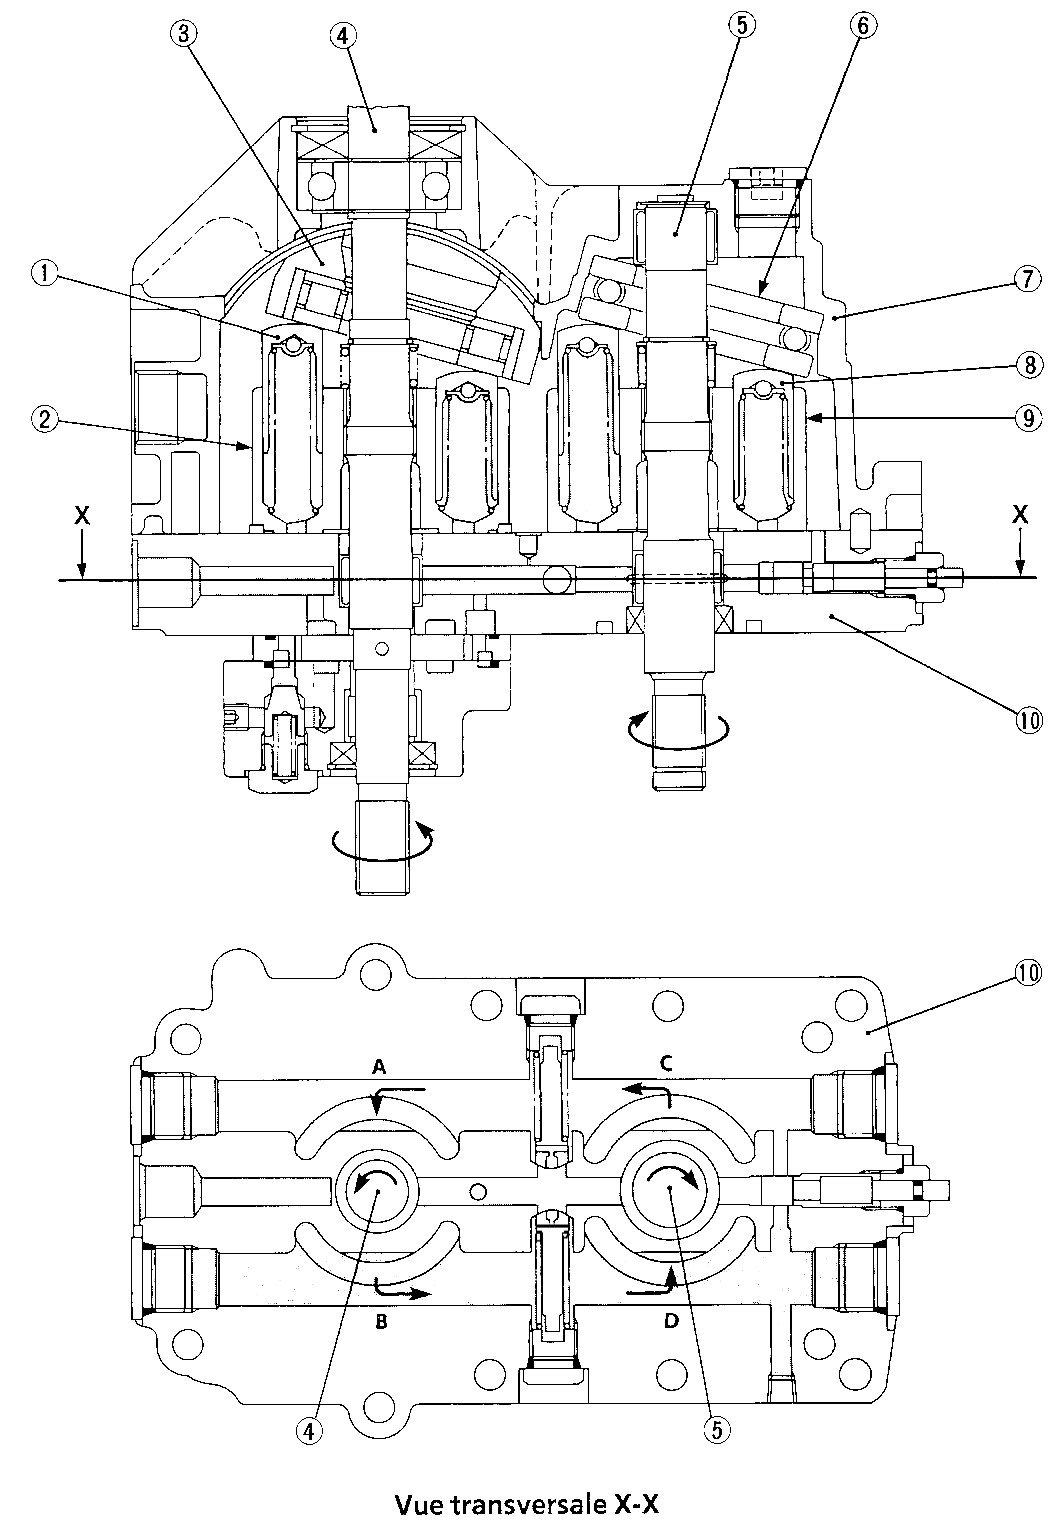 ③ ④ ⑤ ⑥
① ⑦
⑧
② ⑨
X X
⑩
⑩
A C
B D
④ ⑤
Vue transversale X-X